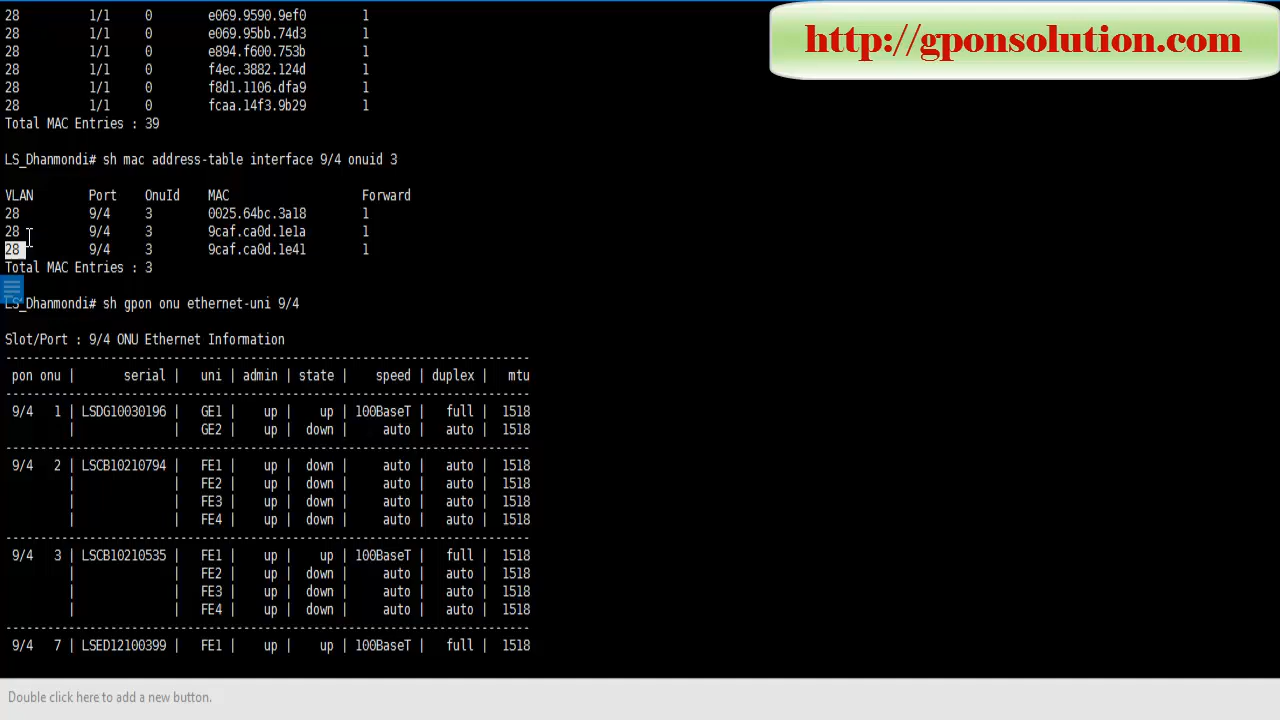 28 1/1 0 e069.9590.9ef0 1
28 1/1 0 e069.95bb.74d3 1
28 1/1 0 e894.f600.753b 1
28 1/1 0 f4ec.3882.124d 1
28 1/1 0 f8d1.1106.dfa9 1
28 1/1 0 fcaa.14f3.9b29 1
http://gponsolution.com
Total MAC Entries : 39
LS_Dhanmondi# sh mac address-table interface 9/4 onuid 3
VLAN Port OnuId MAC Forward
28 9/4 3 0025.64bc.3a18 1
28 9/4 3 9caf.ca0d.1e1a 1
28 9/4 3 9caf.ca0d.1e41 1
Total MAC Entries : 3
LS_Dhanmondi# sh gpon onu ethernet-uni 9/4
Slot/Port : 9/4 ONU Ethernet Information
---------------------------------------------------------------------------
pon onu | serial | uni | admin | state | speed | duplex | mtu
---------------------------------------------------------------------------
9/4 1 | LSDG10030196 | GE1 | up | up | 100BaseT | full | 1518
| | GE2 | up | down | auto | auto | 1518
---------------------------------------------------------------------------
9/4 2 | LSCB10210794 | FE1 | up | down | auto | auto | 1518
| | FE2 | up | down | auto | auto | 1518
| | FE3 | up | down | auto | auto | 1518
| | FE4 | up | down | auto | auto | 1518
---------------------------------------------------------------------------
9/4 3 | LSCB10210535 | FE1 | up | up | 100BaseT | full | 1518
| | FE2 | up | down | auto | auto | 1518
| | FE3 | up | down | auto | auto | 1518
| | FE4 | up | down | auto | auto | 1518
---------------------------------------------------------------------------
9/4 7 | LSED12100399 | FE1 | up | up | 100BaseT | full | 1518
Double click here to add a new button.